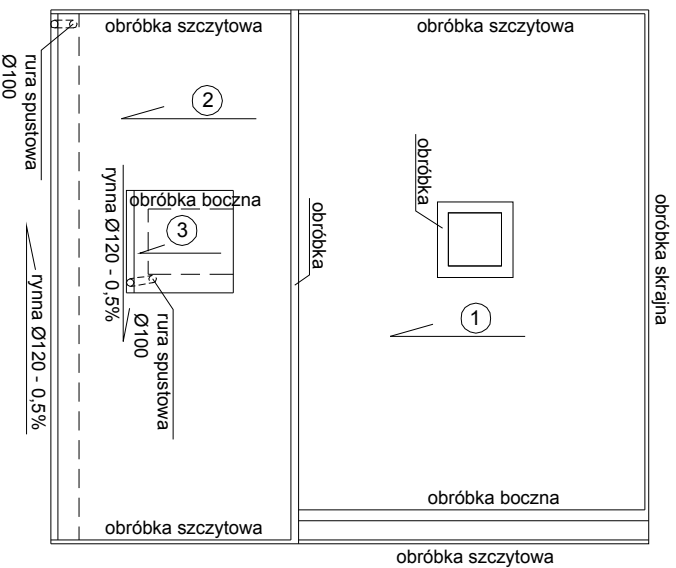 obróbka szczytowa
obróbka szczytowa
rura spustowa
Ø100
2
rynna Ø120 - 0,5%
obróbka boczna
3
obróbka
obróbka
obróbka skrajna
rynna Ø120 - 0,5%
rura spustowa
Ø100
1
obróbka boczna
obróbka szczytowa
obróbka szczytowa